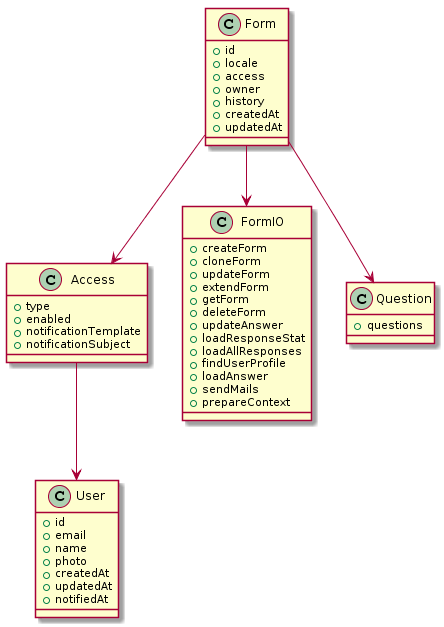 C Form
id
locale
access
owner
history
createdAt
updatedAt
C Access
type
enabled
notificationTemplate
notificationSubject
C FormIO
createForm
cloneForm
updateForm
extendForm
getForm
deleteForm
updateAnswer
loadResponseStat
loadAllResponses
findUserProfile
loadAnswer
sendMails
prepareContext
C Question
questions
C User
id
email
name
photo
createdAt
updatedAt
notifiedAt